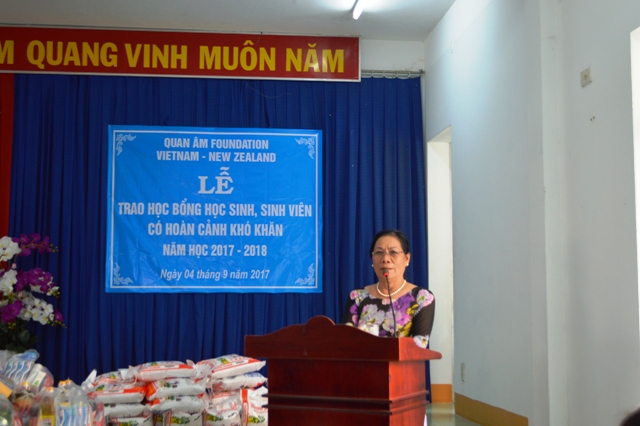 M QUANG VINH MUÔN NĂM
QUAN ÂM FOUNDATION
VIETNAM - NEW ZEALAND
LỄ
TRAO HỌC BỔNG HỌC SINH, SINH VIÊN
CÓ HOÀN CẢNH KHÓ KHĂN
NĂM HỌC 2017 - 2018
Ngày 04 tháng 9 năm 2017